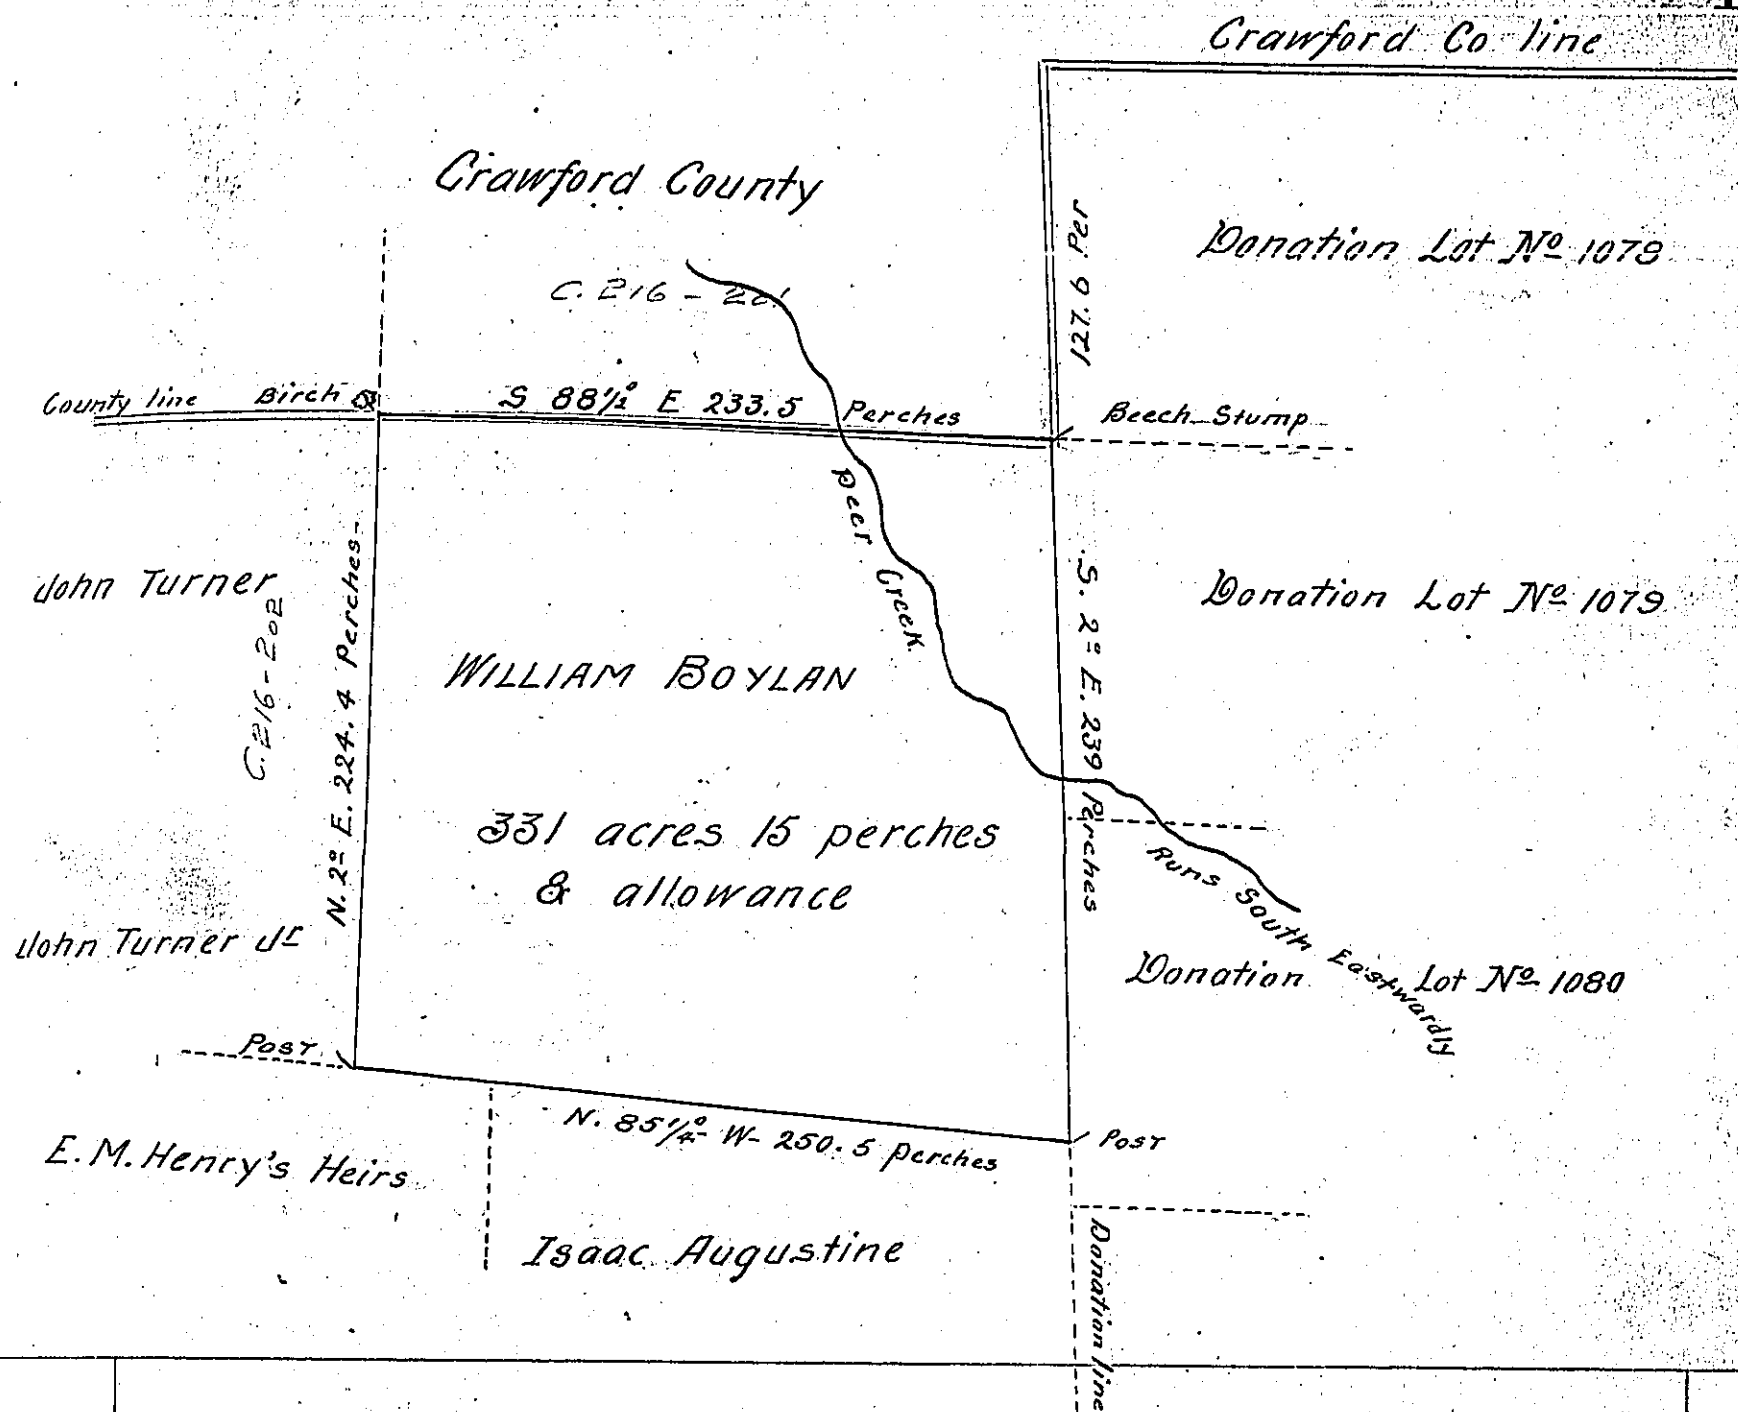 Crawford Co line
Crawford County
127.9 Per
Donation Lot Nº 1078
C. 216 - 201
County line Birch
S 88½° E 233.5 Perches
Beech Stump
Deer Creek
John Turner
C. 216 - 202
N. 2° E. 224.4 Perches
S. 2° E. 239 Perches
Donation Lot Nº 1079
WILLIAM BOYLAN
331 acres 15 perches
& allowance
Runs South Eastwardly
John Turner Jr
Donation Lot Nº 1080
Post
N. 85¼° W- 250.5 perches
Post
E. M. Henry's Heirs
Isaac Augustine
Donation line